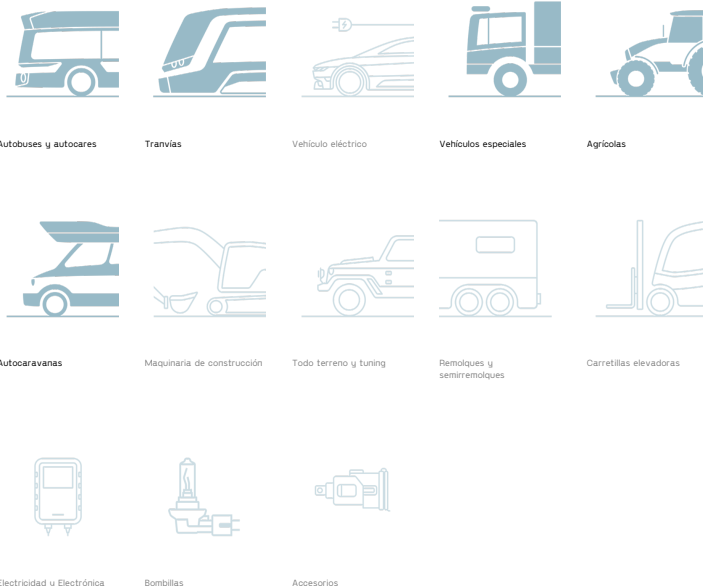 Autobuses y autocares
Tranvías
Vehículo eléctrico
Vehículos especiales
Agrícolas
Autocaravanas
Maquinaria de construcción
Todo terreno y tuning
Remolques y
semirremolques
Carretillas elevadoras
Electricidad y Electrónica
Bombillas
Accesorios